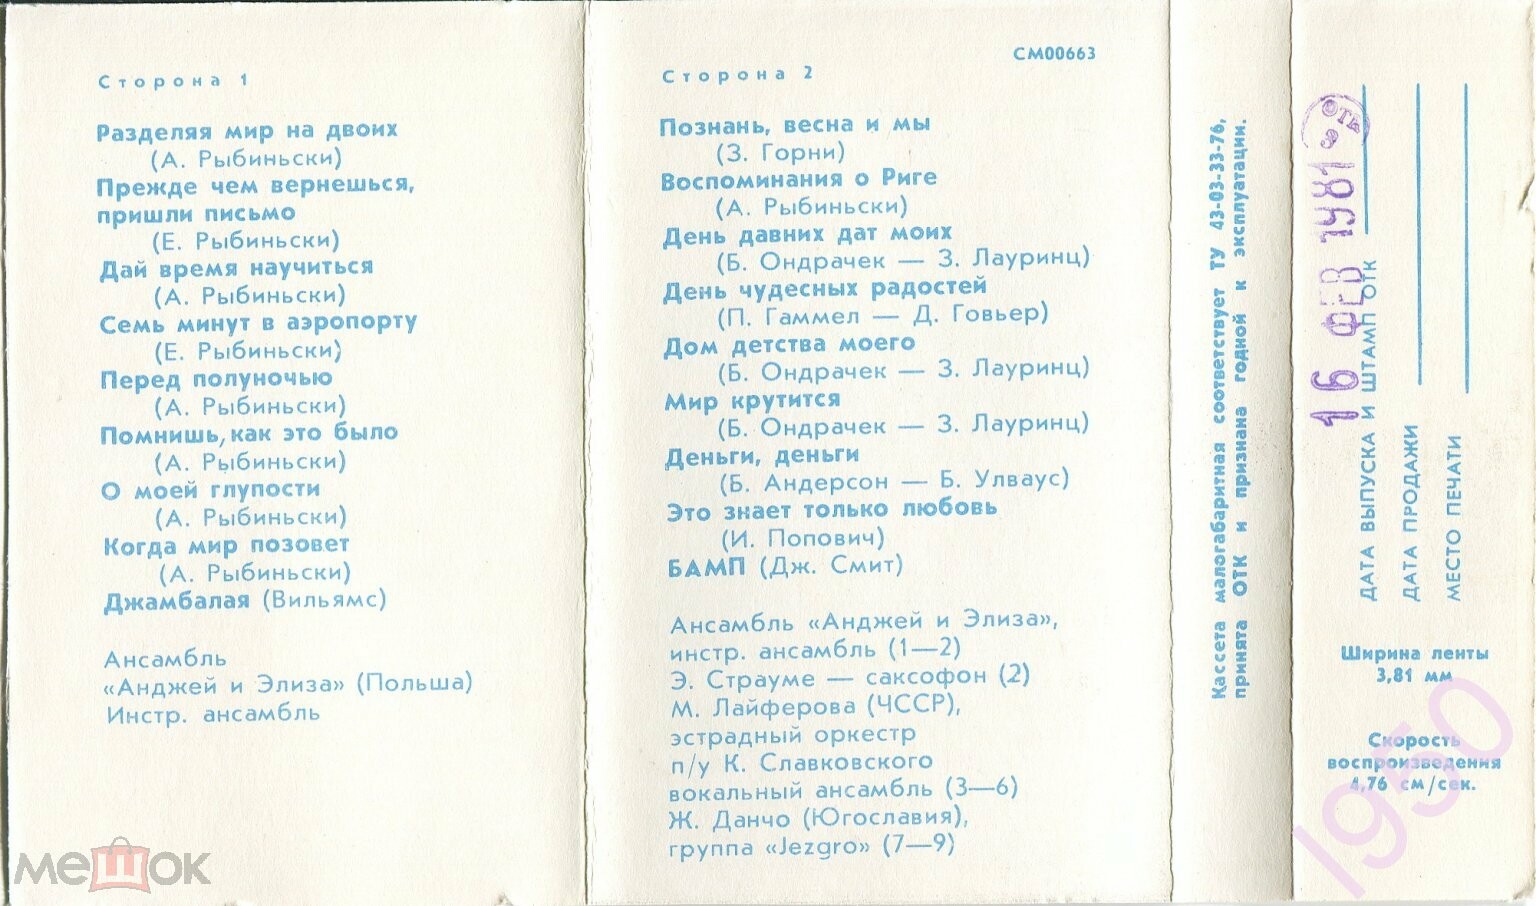 Сторона 1
Разделяя мир на двоих
(А. Рыбиньски)
Прежде чем вернешься,
пришли письмо
(Е. Рыбиньски)
Дай время научиться
(А. Рыбиньски)
Семь минут в аэропорту
(Е. Рыбиньски)
Перед полуночью
(А. Рыбиньски)
Помнишь, как это было
(А. Рыбиньски)
О моей глупости
(А. Рыбиньски)
Когда мир позовет
(А. Рыбиньски)
Джамбалая (Вильямс)
Ансамбль
«Анджей и Элиза» (Польша)
Инстр. ансамбль
СМ00663
Сторона 2
Познань, весна и мы
(З. Горни)
Воспоминания о Риге
(А. Рыбиньски)
День давних дат моих
(Б. Ондрачек — З. Лауринц)
День чудесных радостей
(П. Гаммел — Д. Говьер)
Дом детства моего
(Б. Ондрачек — З. Лауринц)
Мир крутится
(Б. Ондрачек — З. Лауринц)
Деньги, деньги
(Б. Андерсон — Б. Улваус)
Это знает только любовь
(И. Попович)
БАМП (Дж. Смит)
Ансамбль «Анджей и Элиза»,
инстр. ансамбль (1—2)
Э. Страуме — саксофон (2)
М. Лайферова (ЧССР),
эстрадный оркестр
п/у К. Славковского
вокальный ансамбль (3—6)
Ж. Данчо (Югославия),
группа «Jezgro» (7—9)
Кассета малогабаритная соответствует ТУ 43-03-33-76,
принята ОТК и признана годной к эксплуатации.
16 ФЕВ 1981
ОТК
9
ДАТА ВЫПУСКА И ШТАМП ОТК
ДАТА ПРОДАЖИ
МЕСТО ПЕЧАТИ
Ширина ленты
3,81 мм
Скорость
воспроизведения
4,76 см/сек.
1950
мешок